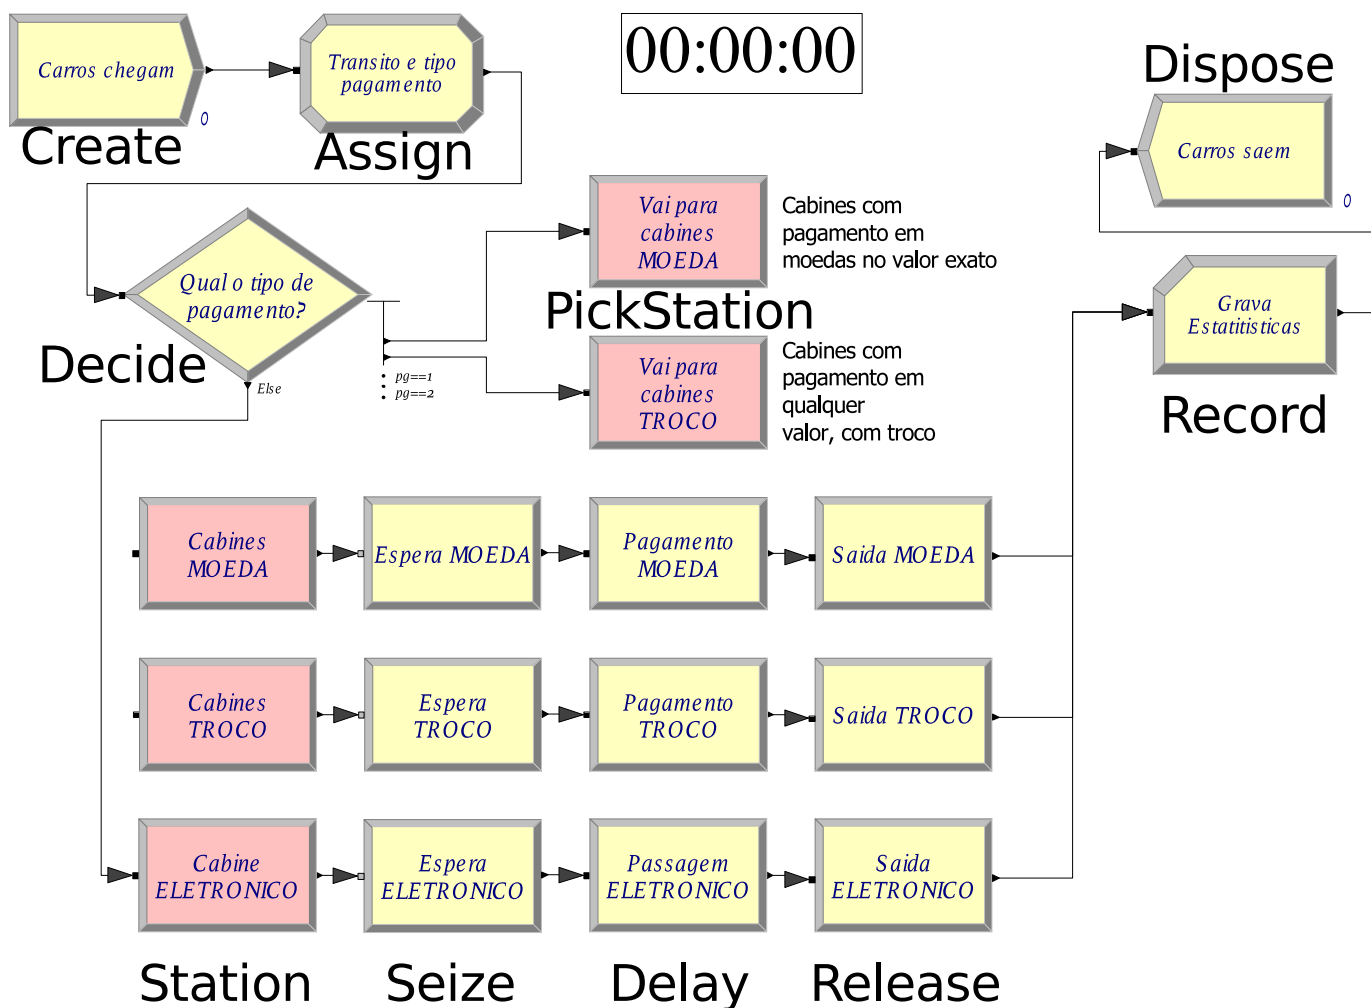 Carros chegam
0
Create
Transito e tipo
pagamento
Assign
00:00:00
Dispose
Carros saem
0
Qual o tipo de
pagamento?
Decide
Else
pg==1
pg==2
Vai para
cabines
MOEDA
Cabines com
pagamento em
moedas no valor exato
PickStation
Vai para
cabines
TROCO
Cabines com
pagamento em
qualquer
valor, com troco
Grava
Estatitisticas
Record
Cabines
MOEDA
Espera MOEDA
Pagamento
MOEDA
Saida MOEDA
Cabines
TROCO
Espera
TROCO
Pagamento
TROCO
Saida TROCO
Cabine
ELETRONICO
Espera
ELETRONICO
Passagem
ELETRONICO
Saida
ELETRONICO
Station
Seize
Delay
Release